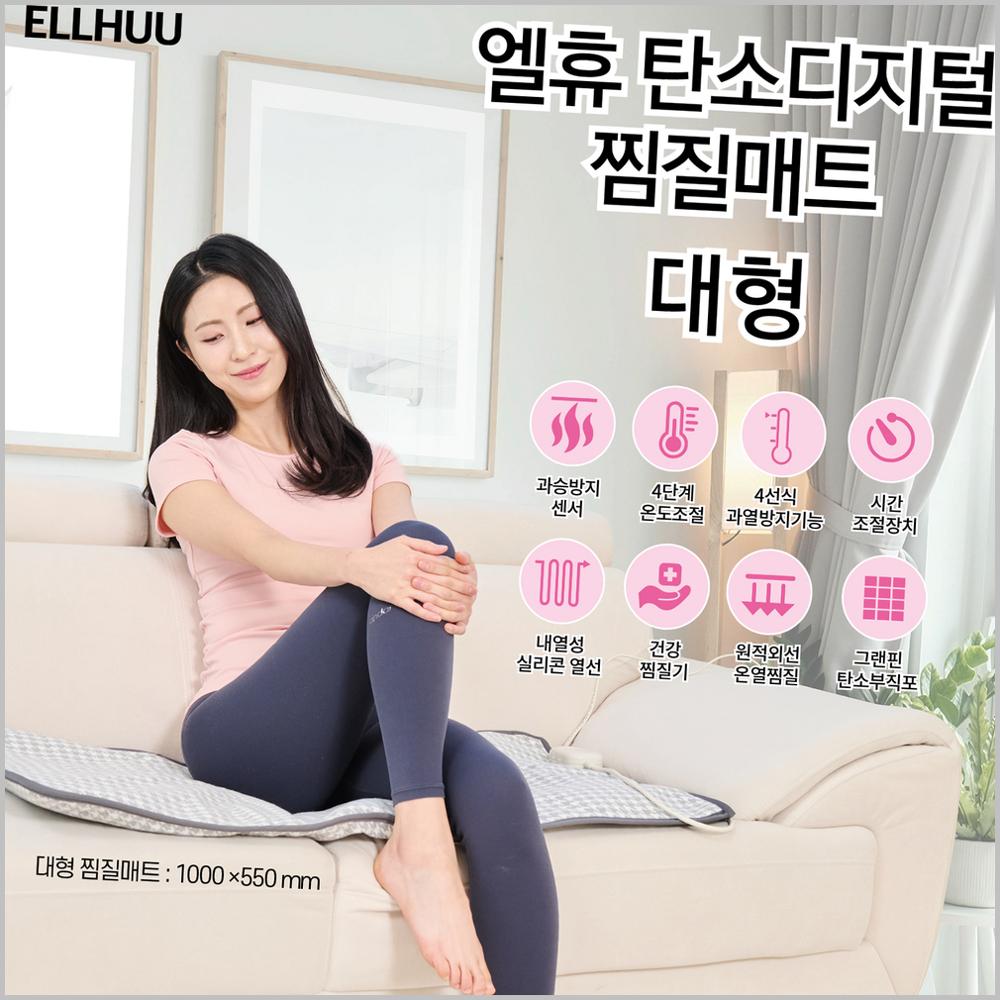 ELLHUU
엘휴 탄소디지털
찜질매트
대형
과승방지
센서
4단계
온도조절
4선식
과열방지기능
시간
조절장치
내열성
실리콘 열선
건강
찜질기
원적외선
온열찜질
그랜핀
탄소부직포
대형 찜질매트 : 1000×550 mm